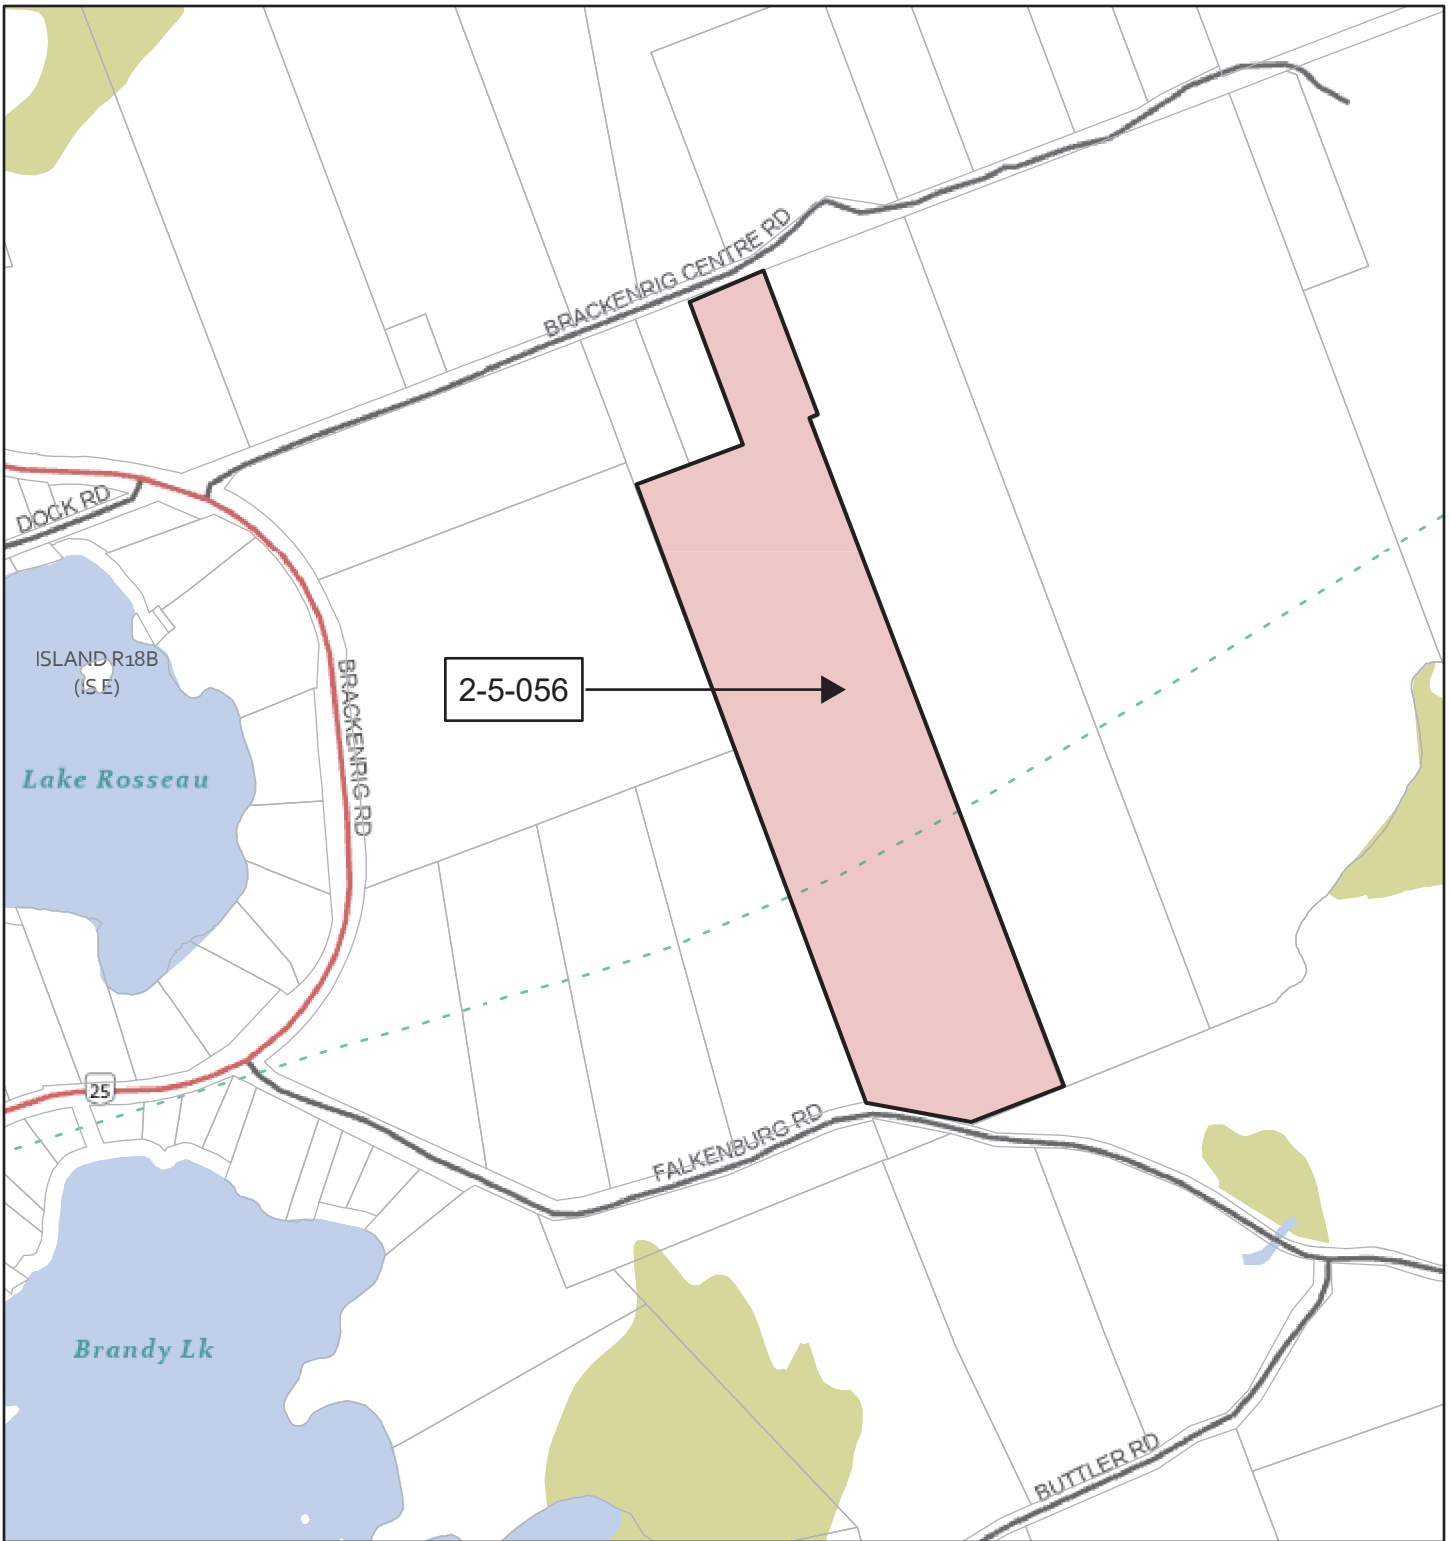 BRACKENRIG CENTRE RD
DOCK RD
ISLAND R18B
(IS E)
2-5-056
BRACKENRIG RD
Lake Rosseau
25
FALKENBURG RD
Brandy Lk
BUTTLER RD